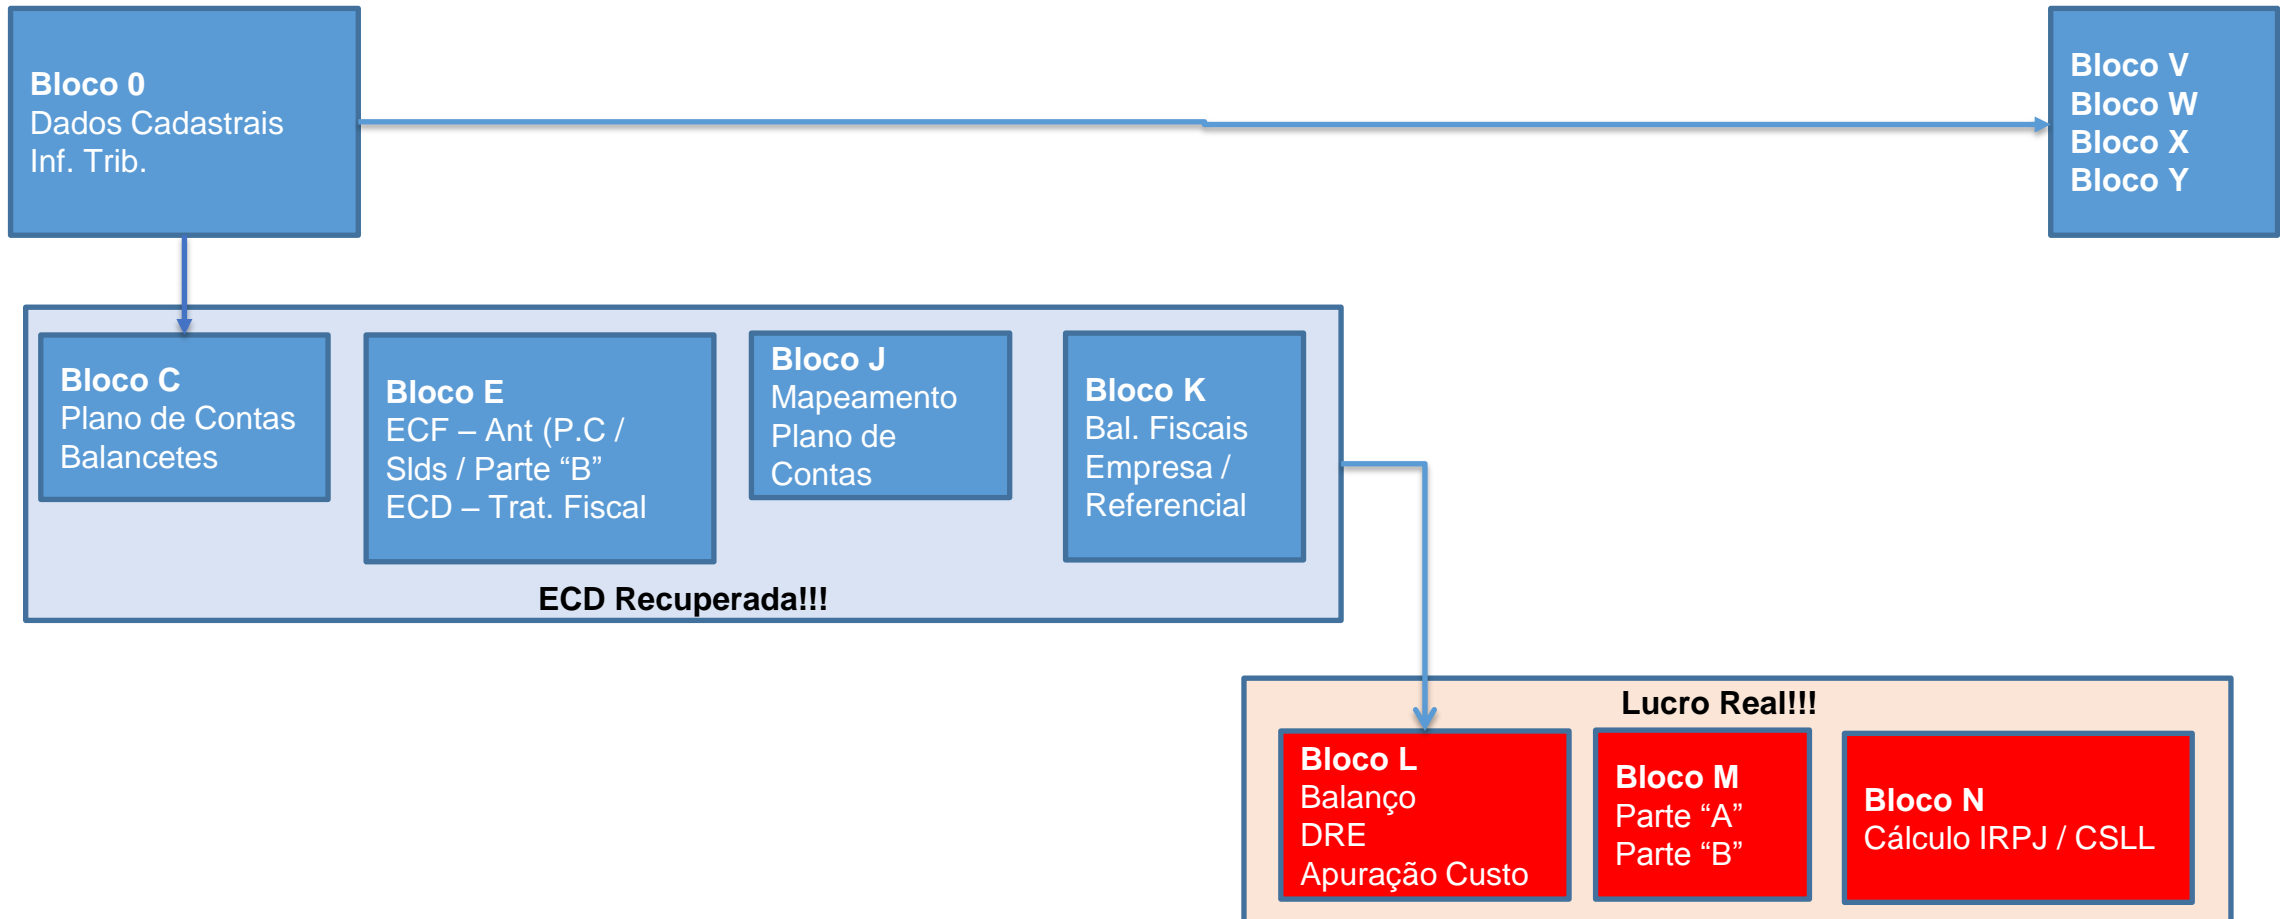 Bloco 0
Dados Cadastrais
Inf. Trib.
Bloco V
Bloco W
Bloco X
Bloco Y
Bloco C
Plano de Contas
Balancetes
Bloco E
ECF – Ant (P.C /
Slds / Parte “B”
ECD – Trat. Fiscal
Bloco J
Mapeamento
Plano de
Contas
Bloco K
Bal. Fiscais
Empresa /
Referencial
ECD Recuperada!!!
Lucro Real!!!
Bloco L
Balanço
DRE
Apuração Custo
Bloco M
Parte “A”
Parte “B”
Bloco N
Cálculo IRPJ / CSLL